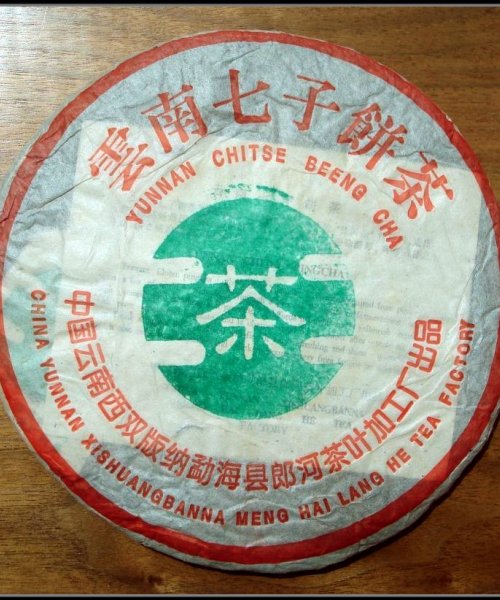 雲南七子餅茶
YUNNAN CHITSE BEENG CHA
茶
中国云南西双版纳勐海县郎河茶叶加工厂出品
CHINA YUNNAN XISHUANGBANNA MENG HAI LANG HE TEA FACTORY